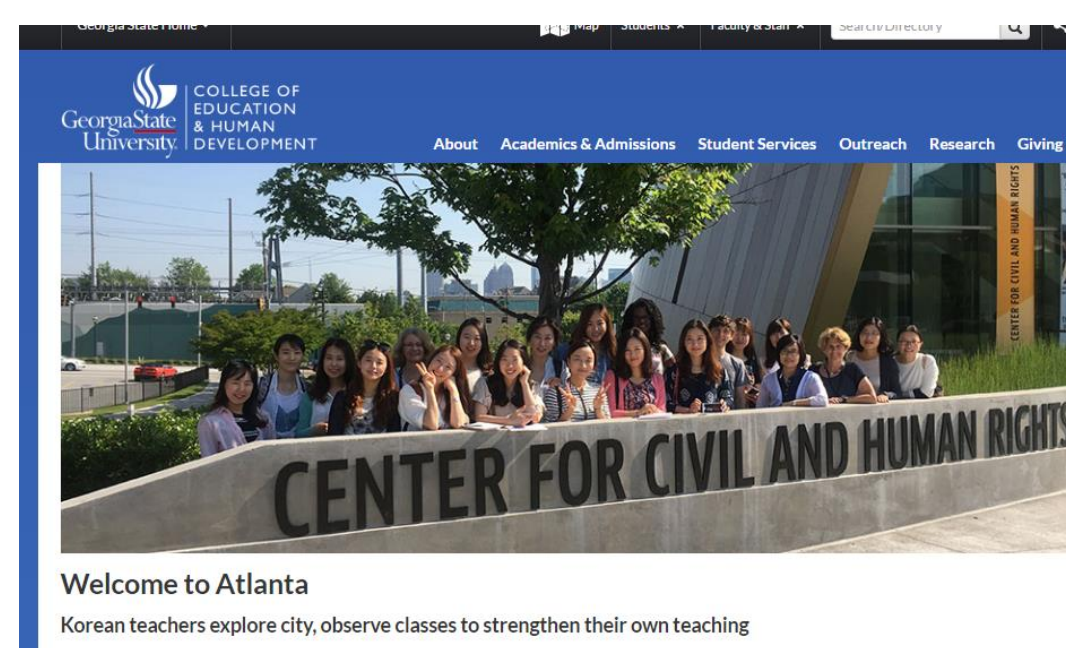 Georgia State Home
Map Students Faculty & Staff Search/Directory
GeorgiaState University. COLLEGE OF EDUCATION & HUMAN DEVELOPMENT
About Academics & Admissions Student Services Outreach Research Giving
CENTER FOR CIVIL AND HUMAN RIGHTS
CENTER FOR CIVIL AND HUMAN RIGHTS
Welcome to Atlanta
Korean teachers explore city, observe classes to strengthen their own teaching